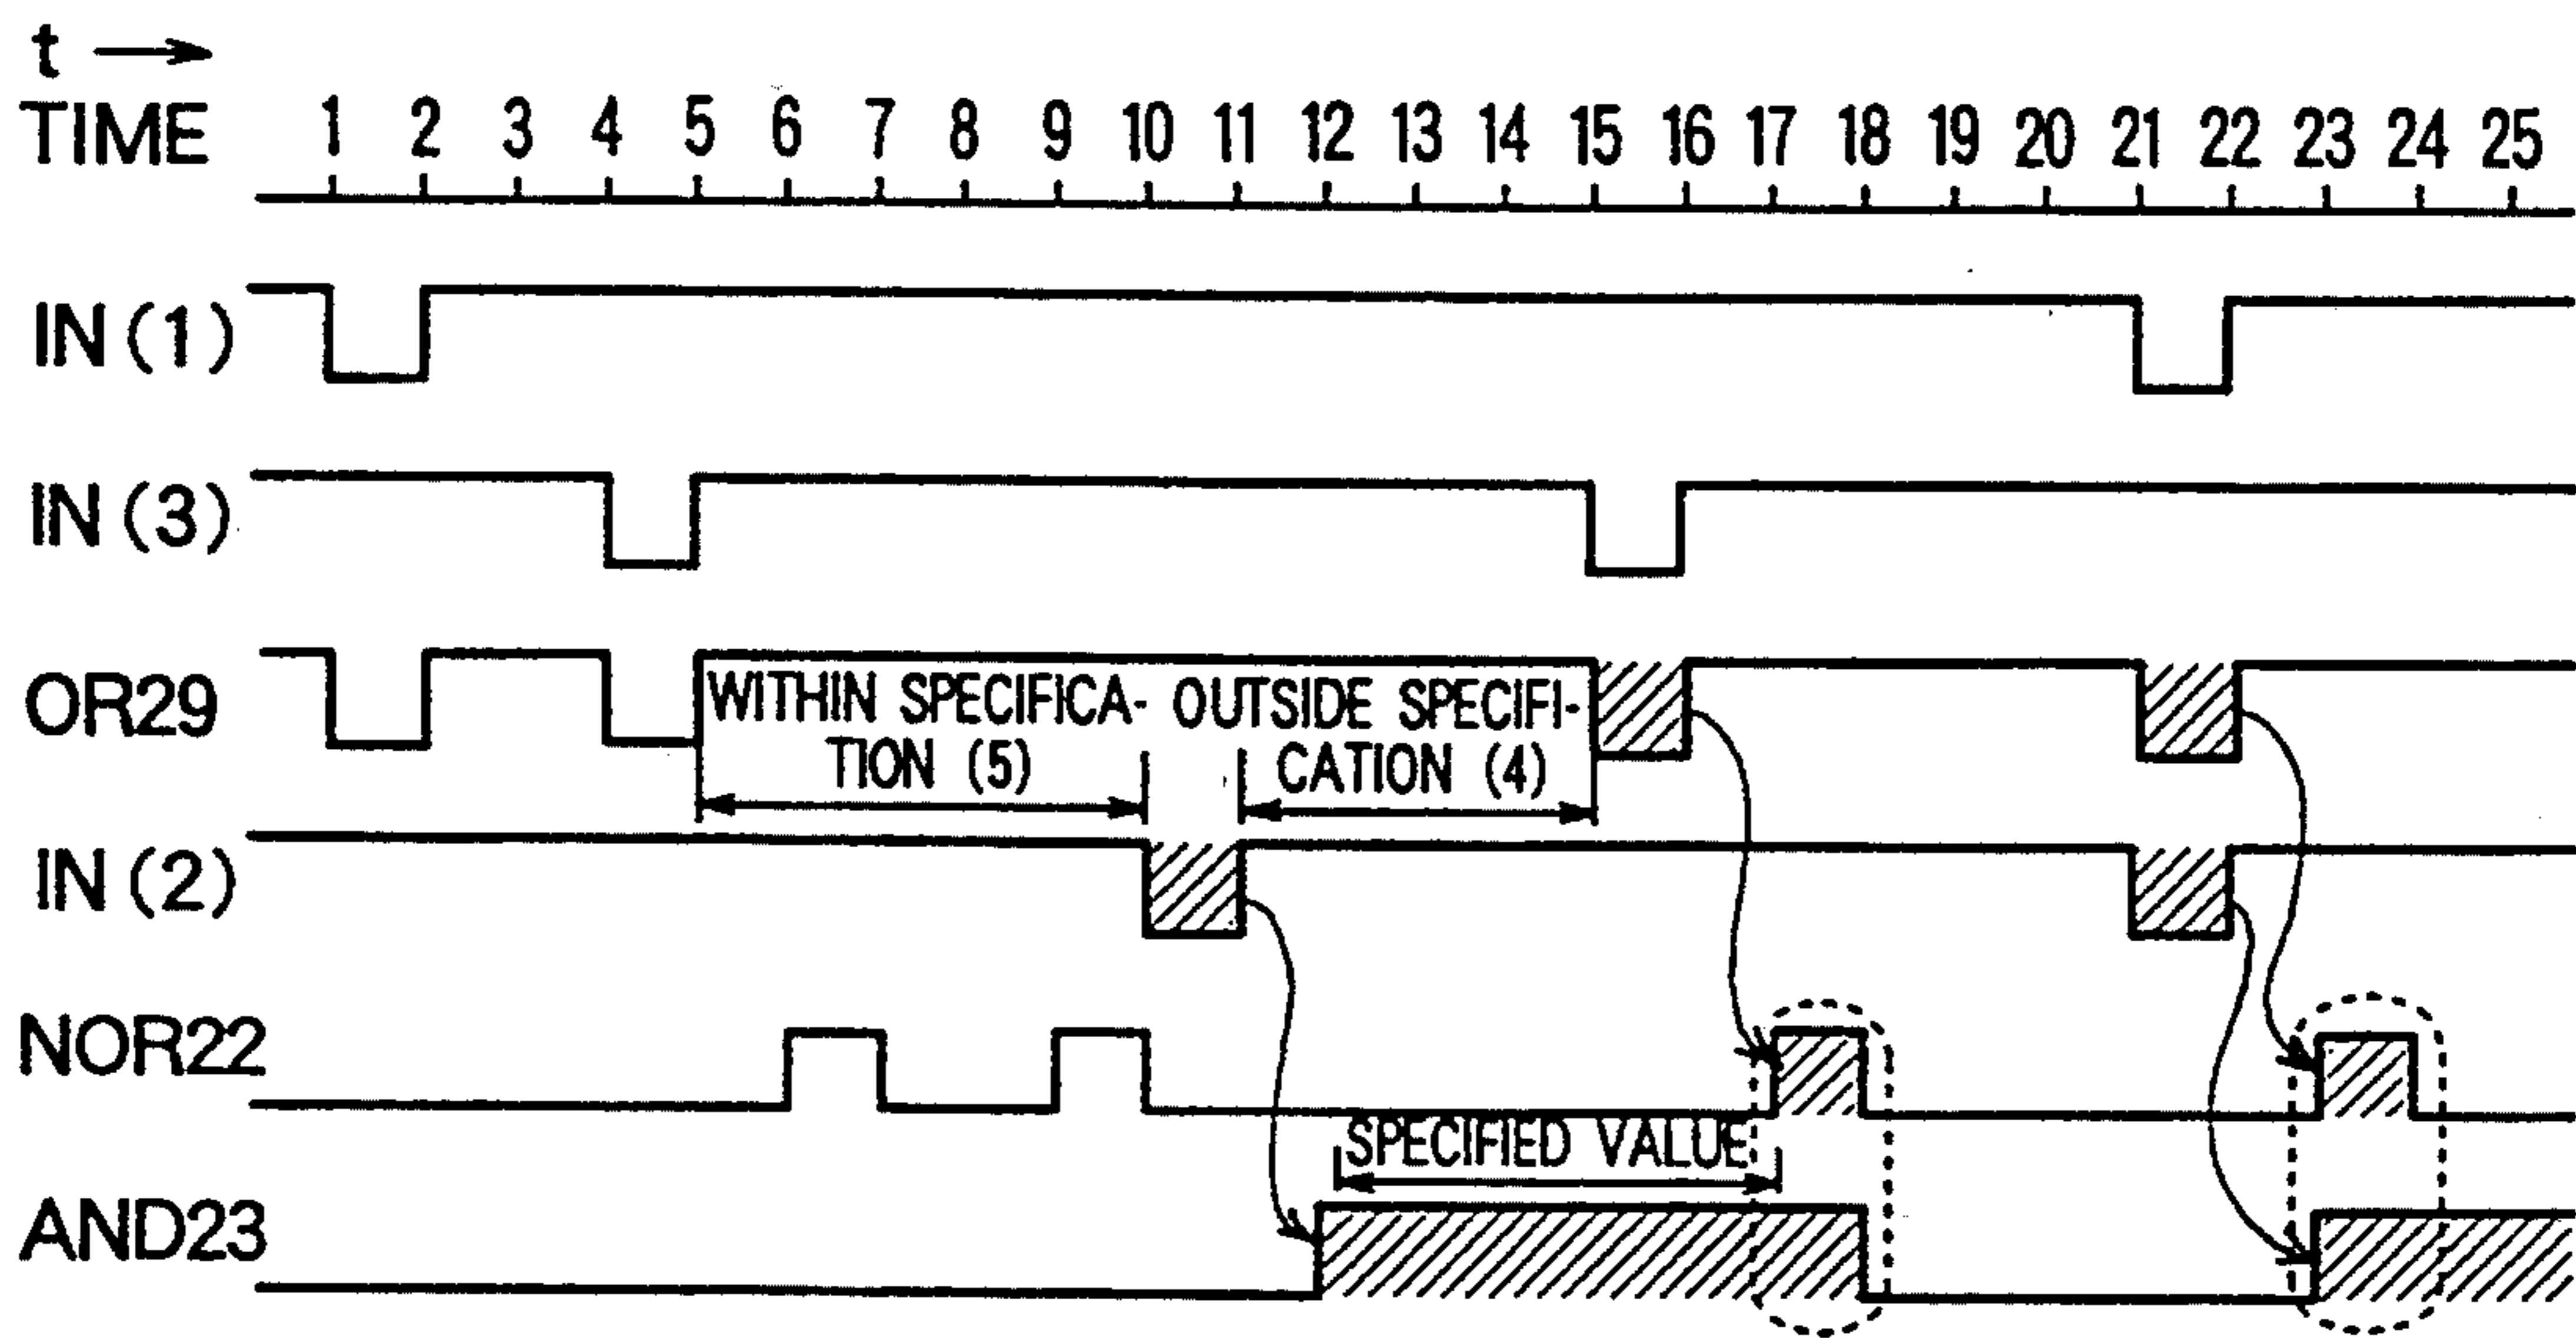 t
TIME 1 2 3 4 5 6 7 8 9 10 11 12 13 14 15 16 17 18 19 20 21 22 23 24 25
IN (1)
IN (3)
OR29
WITHIN SPECIFICA-
TION (5)
OUTSIDE SPECIFI-
CATION (4)
IN (2)
NOR22
SPECIFIED VALUE
AND23